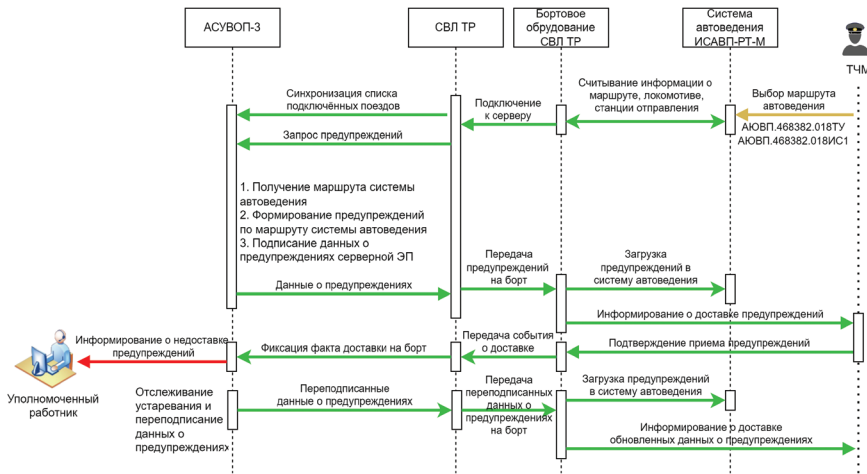 АСУВОП-3
СВЛ ТР
Бортовое
обрудование
СВЛ ТР
Система
автоведения
ИСАВП-РТ-М
ТЧМ
Синхронизация списка
подключённых поездов
Подключение
к серверу
Считывание информации о
маршруте, локомотиве,
станции отправления
Выбор маршрута
автоведения
АЮВП.468382.018ТУ
АЮВП.468382.018ИС1
Запрос предупреждений
1. Получение маршрута системы
автоведения
2. Формирование предупреждений
по маршруту системы автоведения
3. Подписание данных о
предупреждениях серверной ЭП
Данные о предупреждениях
Передача
предупреждений
на борт
Загрузка
предупреждений в
систему автоведения
Информирование о доставке предупреждений
Информирование о недоставке
предупреждений
Фиксация факта доставки на борт
Передача события
о доставке
Подтверждение приема предупреждений
Уполномоченный
работник
Отслеживание
устаревания и
переподписание
данных о
предупреждениях
Переподписанные
данные о предупреждениях
Передача
переподписанных
данных о
предупреждениях
на борт
Загрузка предупреждений
в систему автоведения
Информирование о доставке
обновленных данных о предупреждениях